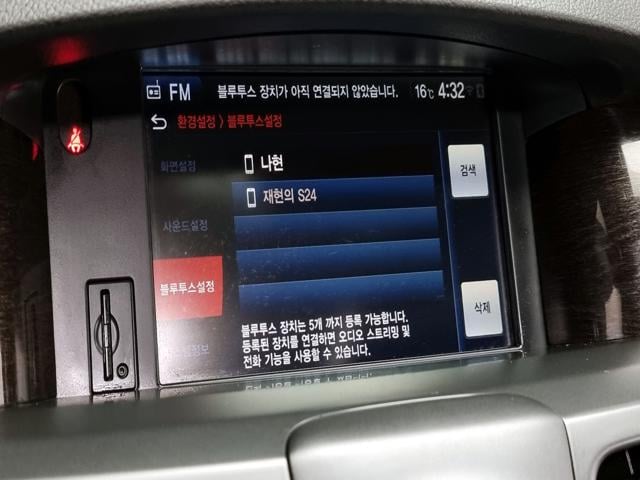 FM 블루투스 장치가 아직 연결되지 않았습니다. 16℃ 4:32
환경설정 > 블루투스설정
화면설정
나현
검색
재현의 S24
사운드설정
블루투스설정
삭제
블루투스 장치는 5개 까지 등록 가능합니다.
등록된 장치를 연결하면 오디오 스트리밍 및
전화 기능을 사용할 수 있습니다.
정보